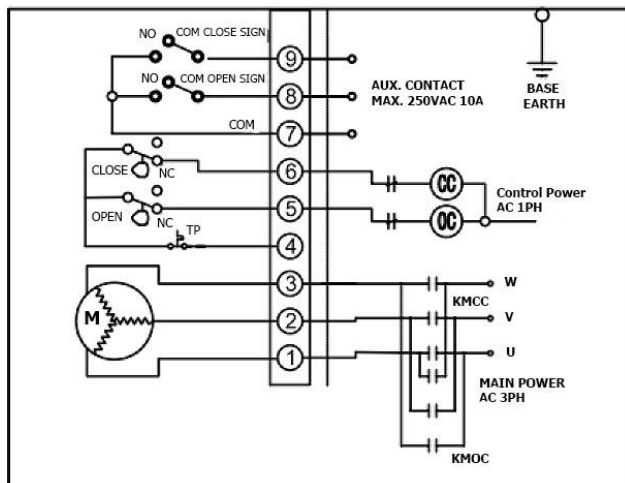 NO COM CLOSE SIGN
9
NO COM OPEN SIGN
8
AUX. CONTACT
MAX. 250VAC 10A
BASE
EARTH
COM
7
CLOSE NC
6
CC
Control Power
AC 1PH
OPEN NC
5
OC
TP
4
3
W
KMCC
M
2
V
1
U
MAIN POWER
AC 3PH
KMOC